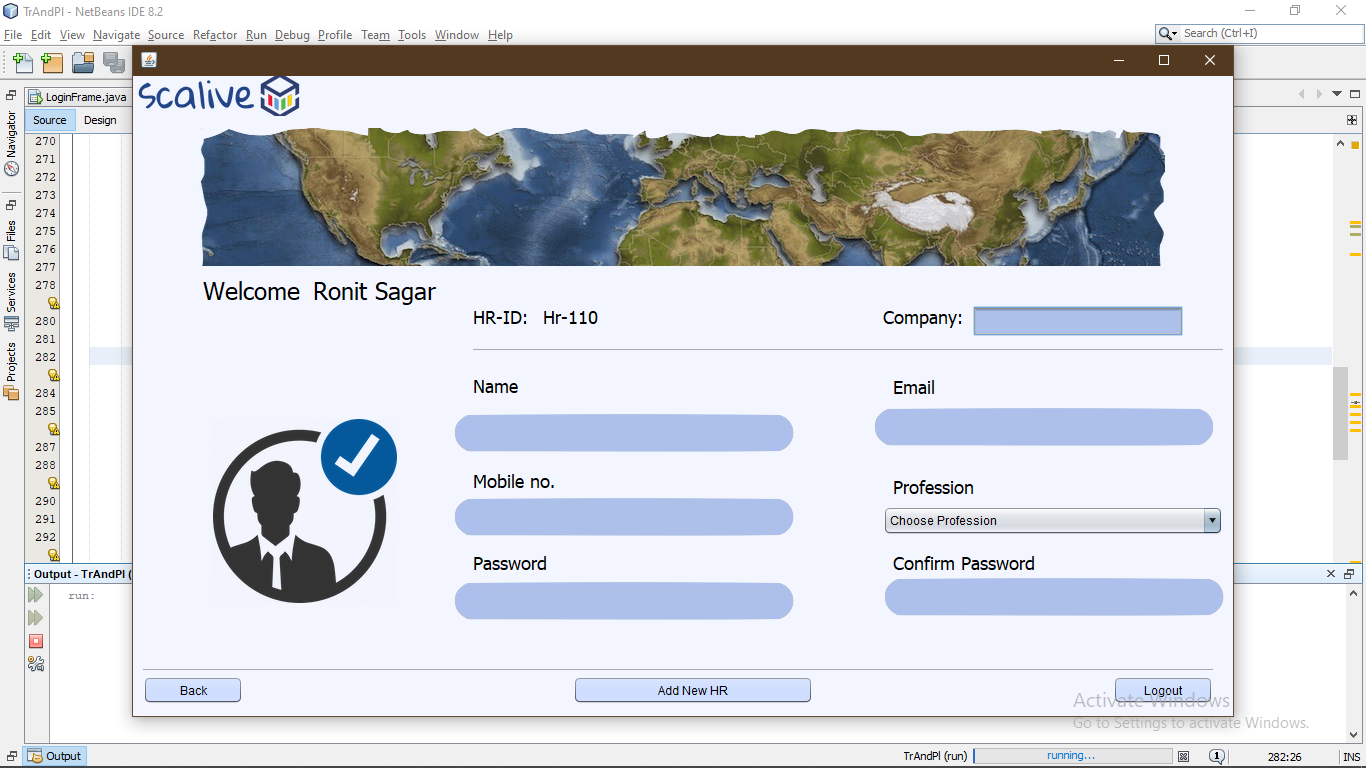 TrAndPl - NetBeans IDE 8.2
File Edit View Navigate Source Refactor Run Debug Profile Team Tools Window Help
Search (Ctrl+I)
LoginFrame.java
Source Design
Navigator
Files
Services
Projects
270
271
272
273
274
275
276
277
278
280
281
282
284
285
287
288
290
291
292
scalive
Welcome Ronit Sagar
HR-ID: Hr-110
Company:
Name
Email
Mobile no.
Profession
Choose Profession
Password
Confirm Password
Back
Add New HR
Logout
Output - TrAndPl (
run:
Activate Windows
Go to Settings to activate Windows.
Output
TrAndPl (run)
running...
1
282:26
INS